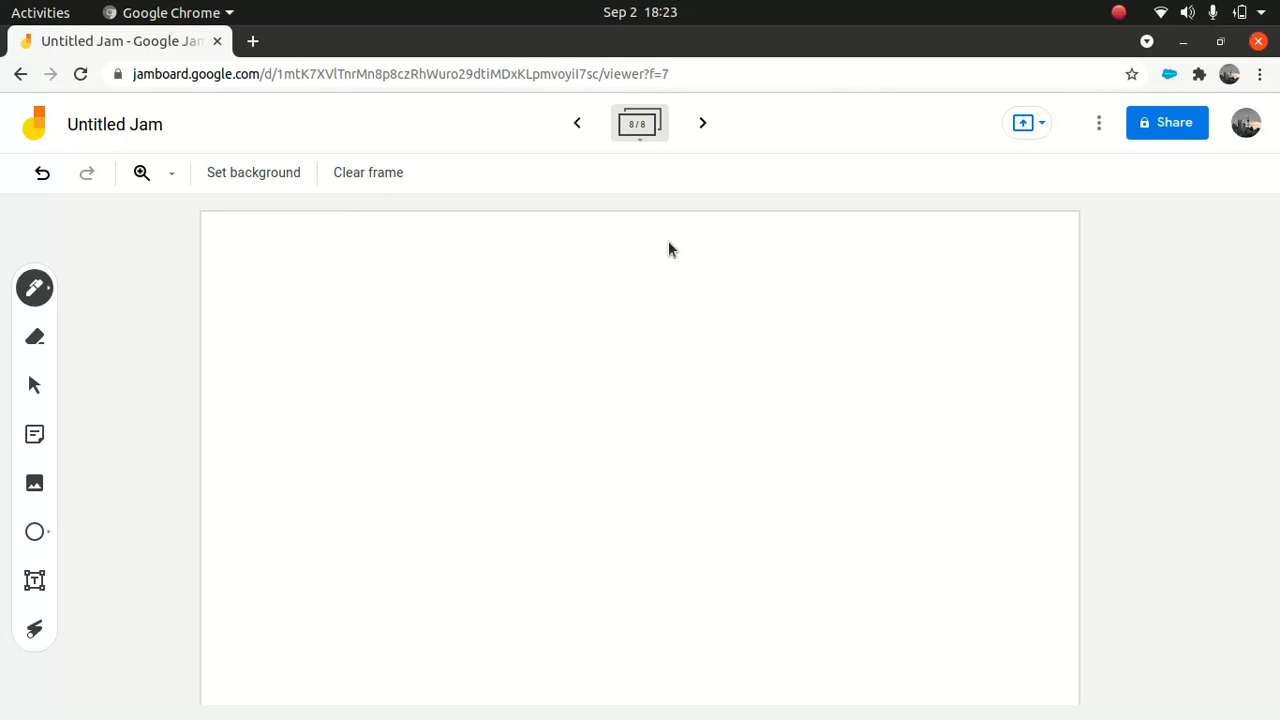 Activities
Google Chrome
Sep 2 18:23
Untitled Jam - Google Jam
jamboard.google.com/d/1mtK7XVlTnrMn8p8czRhWuro29dtiMDxKLpmvoyiI7sc/viewer?f=7
Untitled Jam
8 / 8
Share
Set background
Clear frame